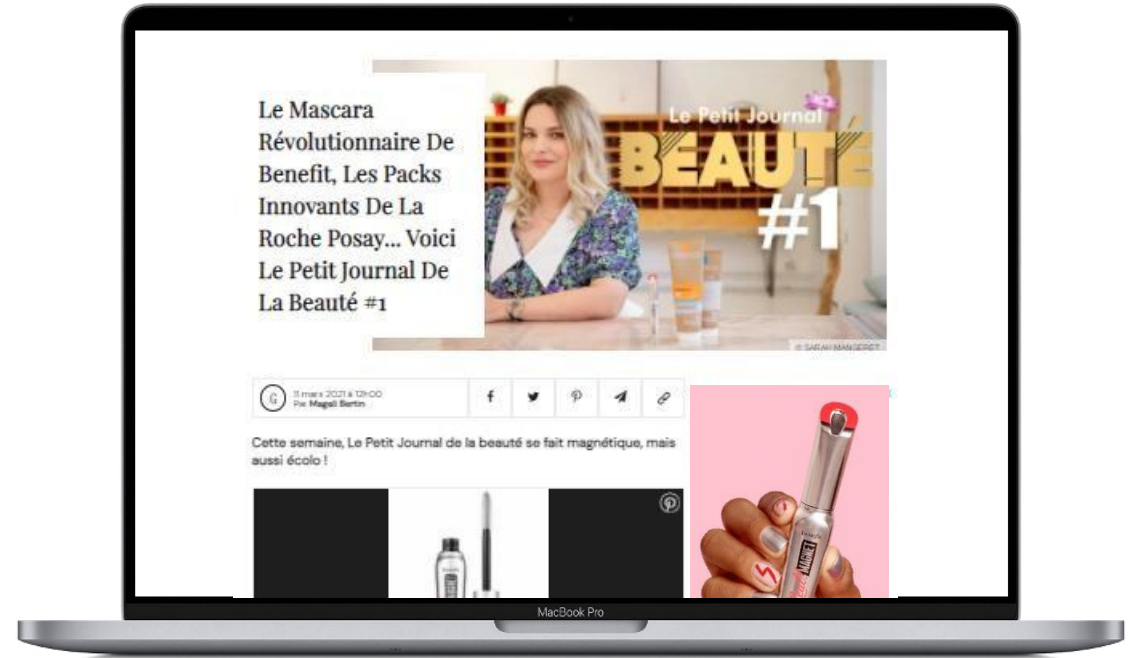 Le Mascara
Révolutionnaire De
Benefit, Les Packs
Innovants De La
Roche Posay... Voici
Le Petit Journal De
La Beauté #1
Le Petit Journal
BEAUTÉ
#1
© SARAH MANGERET
G
11 mars 2021 à 12h00
Par Magali Bertin
Cette semaine, Le Petit Journal de la beauté se fait magnétique, mais
aussi écolo !
benefit
MAGNET
MacBook Pro